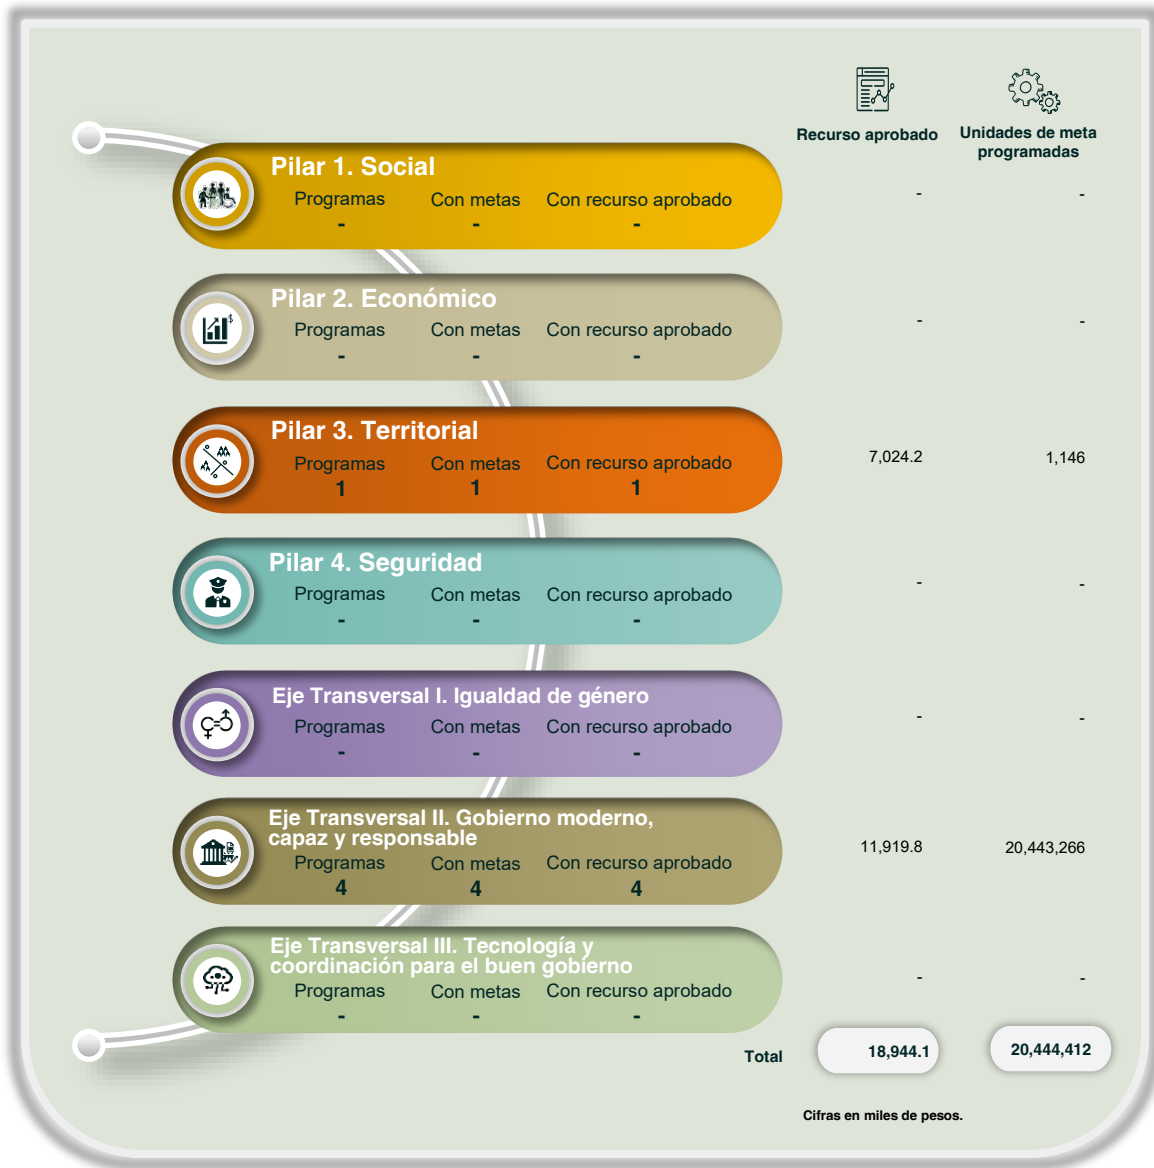 Recurso aprobado
Unidades de meta
programadas
Pilar 1. Social
Programas Con metas Con recurso aprobado
- - -
- -
Pilar 2. Económico
Programas Con metas Con recurso aprobado
- - -
- -
Pilar 3. Territorial
Programas Con metas Con recurso aprobado
1 1 1
7,024.2 1,146
Pilar 4. Seguridad
Programas Con metas Con recurso aprobado
- - -
- -
Eje Transversal I. Igualdad de género
Programas Con metas Con recurso aprobado
- - -
- -
Eje Transversal II. Gobierno moderno,
capaz y responsable
Programas Con metas Con recurso aprobado
4 4 4
11,919.8 20,443,266
Eje Transversal III. Tecnología y
coordinación para el buen gobierno
Programas Con metas Con recurso aprobado
- - -
- -
Total 18,944.1 20,444,412
Cifras en miles de pesos.